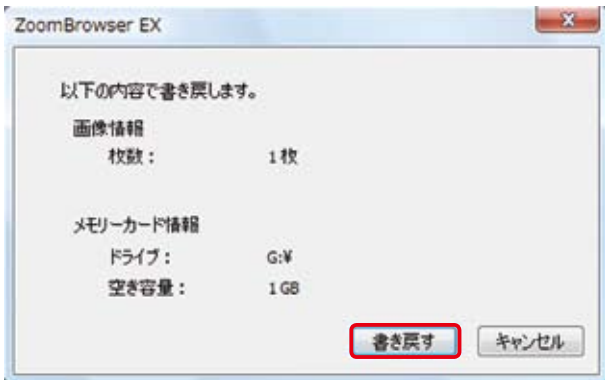 ZoomBrowser EX
以下の内容で書き戻します。
画像情報
枚数： 1枚
メモリーカード情報
ドライブ： G:¥
空き容量： 1GB
書き戻す キャンセル